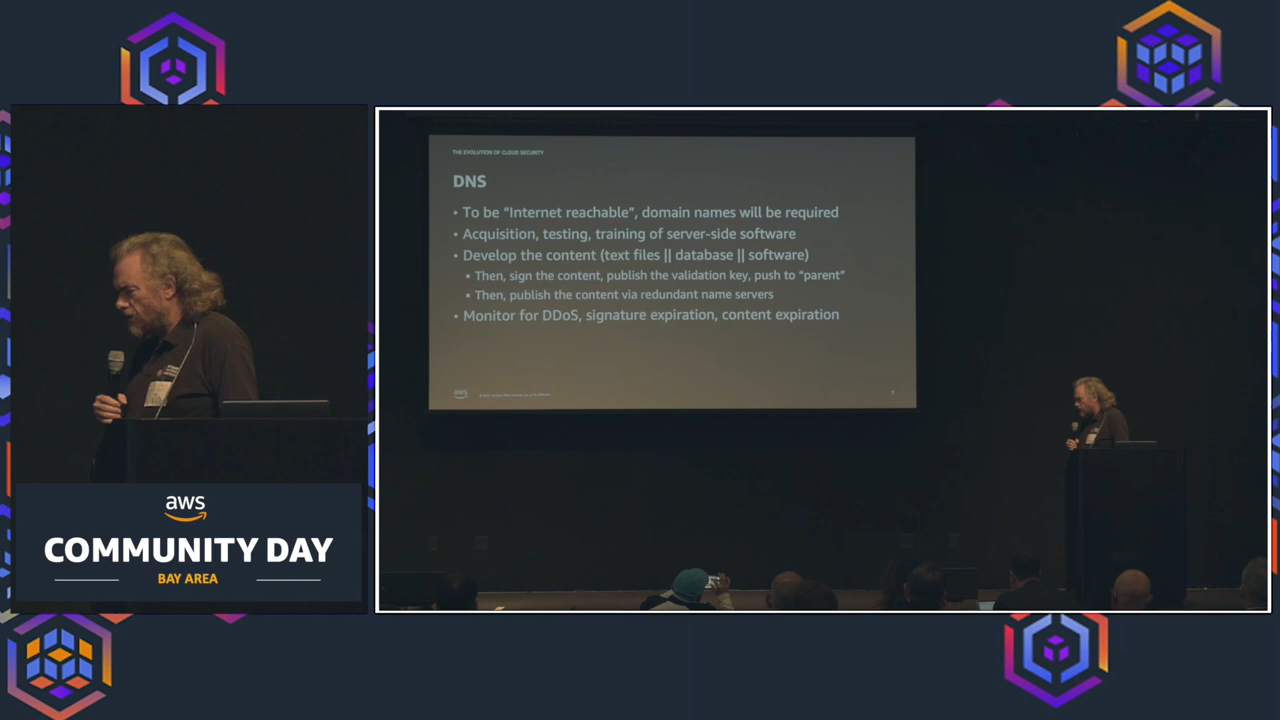 THE EVOLUTION OF CLOUD SECURITY
DNS
• To be “Internet reachable”, domain names will be required
• Acquisition, testing, training of server-side software
• Develop the content (text files || database || software)
▪ Then, sign the content, publish the validation key, push to “parent”
▪ Then, publish the content via redundant name servers
• Monitor for DDoS, signature expiration, content expiration
aws
7
aws
COMMUNITY DAY
BAY AREA